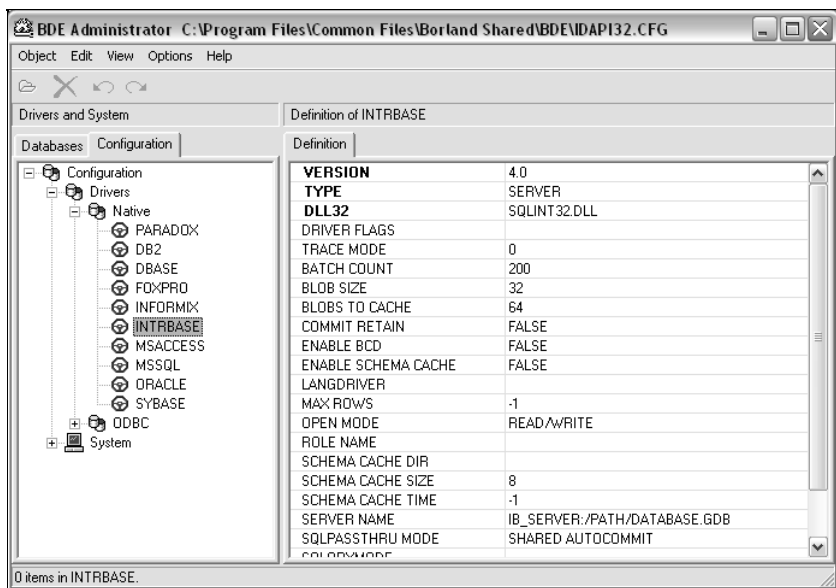 BDE Administrator C:\Program Files\Common Files\Borland Shared\BDE\IDAPI32.CFG
Object Edit View Options Help
Drivers and System
Definition of INTRBASE
Databases Configuration
Definition
Configuration
Drivers
Native
PARADOX
DB2
DBASE
FOXPRO
INFORMIX
INTRBASE
MSACCESS
MSSQL
ORACLE
SYBASE
ODBC
System
VERSION 4.0
TYPE SERVER
DLL32 SQLINT32.DLL
DRIVER FLAGS
TRACE MODE 0
BATCH COUNT 200
BLOB SIZE 32
BLOBS TO CACHE 64
COMMIT RETAIN FALSE
ENABLE BCD FALSE
ENABLE SCHEMA CACHE FALSE
LANGDRIVER
MAX ROWS -1
OPEN MODE READ/WRITE
ROLE NAME
SCHEMA CACHE DIR
SCHEMA CACHE SIZE 8
SCHEMA CACHE TIME -1
SERVER NAME IB_SERVER:/PATH/DATABASE.GDB
SQLPASSTHRU MODE SHARED AUTOCOMMIT
0 items in INTRBASE.